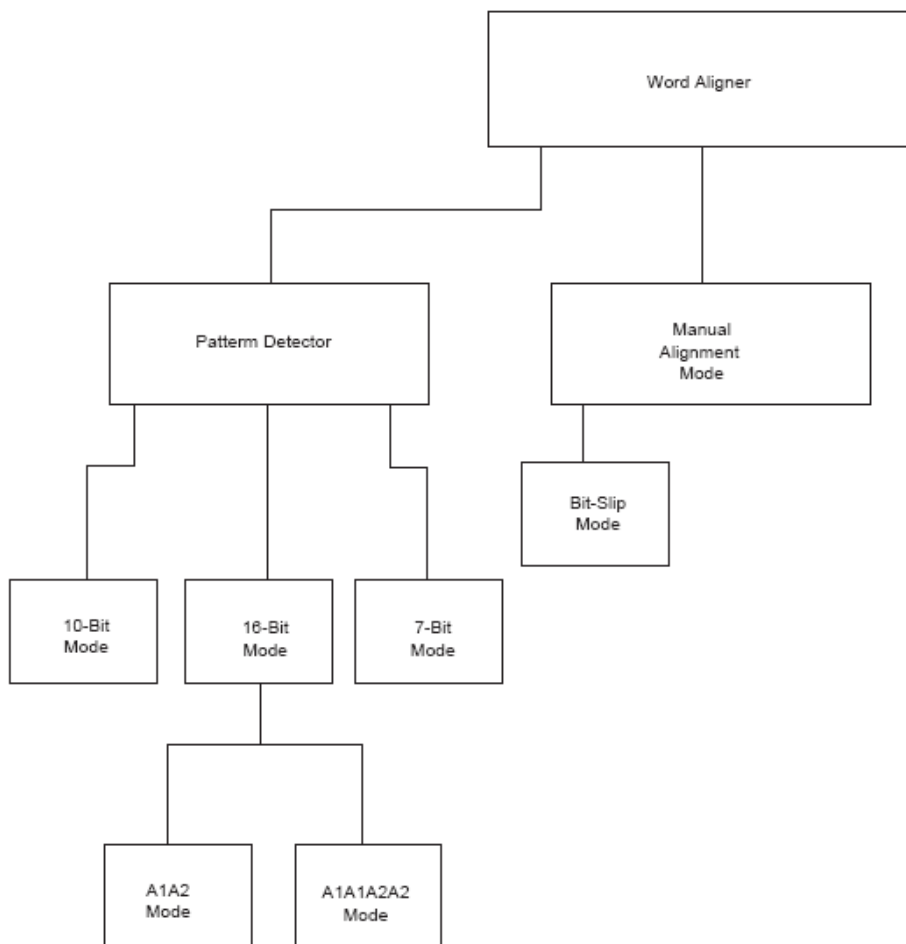 Word Aligner
Patterm Detector
Manual
Alignment
Mode
Bit-Slip
Mode
10-Bit
Mode
16-Bit
Mode
7-Bit
Mode
A1A2
Mode
A1A1A2A2
Mode